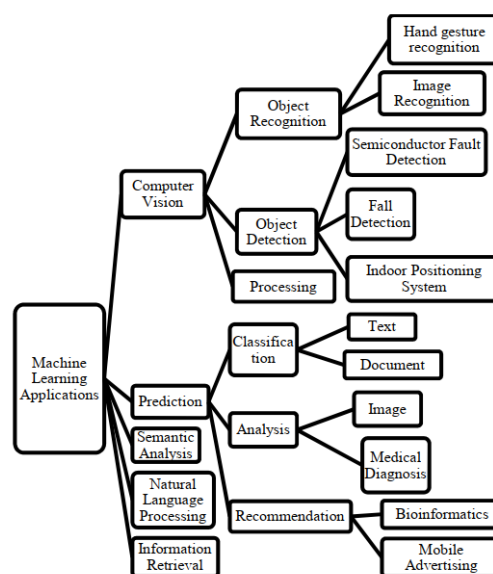 Machine
Learning
Applications
Computer
Vision
Object
Recognition
Hand gesture
recognition
Image
Recognition
Object
Detection
Semiconductor Fault
Detection
Fall
Detection
Indoor Positioning
System
Processing
Prediction
Classifica
tion
Text
Document
Analysis
Image
Medical
Diagnosis
Recommendation
Bioinformatics
Mobile
Advertising
Semantic
Analysis
Natural
Language
Processing
Information
Retrieval